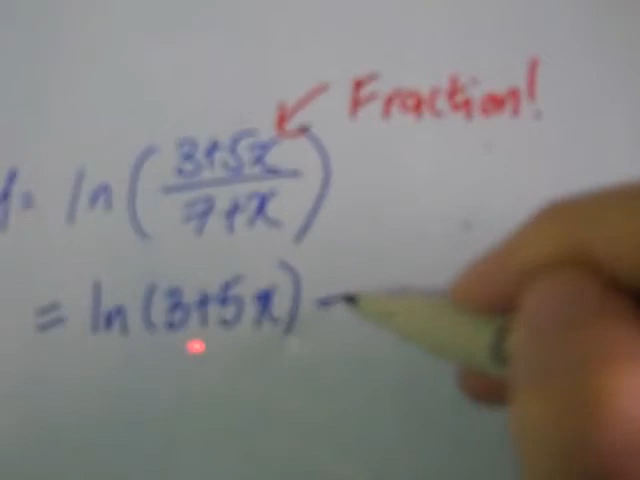 Fraction!
y = ln(3+5x/7+x)
= ln(3+5x) -